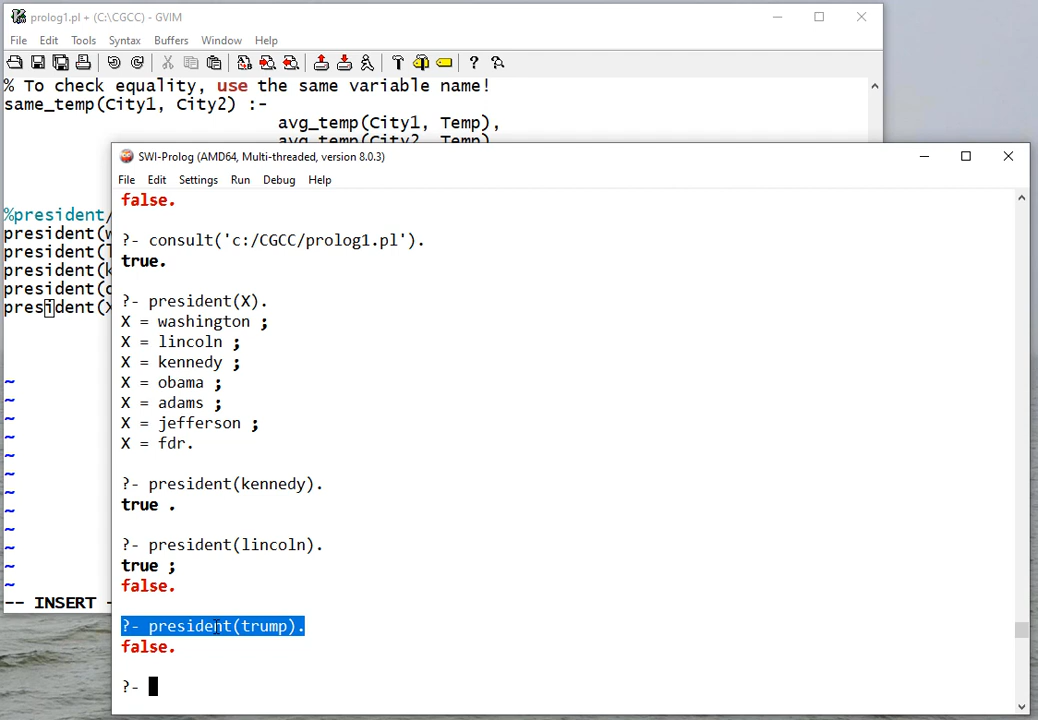 prolog1.pl + (C:\CGCC) - GVIM
File Edit Tools Syntax Buffers Window Help
% To check equality, use the same variable name!
same_temp(City1, City2) :-
avg_temp(City1, Temp),
avg_temp(City2, Temp)
%president/
president(
president(
president(
president(
president(X
~
~
~
~
~
~
~
~
~
~
~
~
-- INSERT -
SWI-Prolog (AMD64, Multi-threaded, version 8.0.3)
File Edit Settings Run Debug Help
false.
?- consult('c:/CGCC/prolog1.pl').
true.
?- president(X).
X = washington ;
X = lincoln ;
X = kennedy ;
X = obama ;
X = adams ;
X = jefferson ;
X = fdr.
?- president(kennedy).
true .
?- president(lincoln).
true ;
false.
?- president(trump).
false.
?-